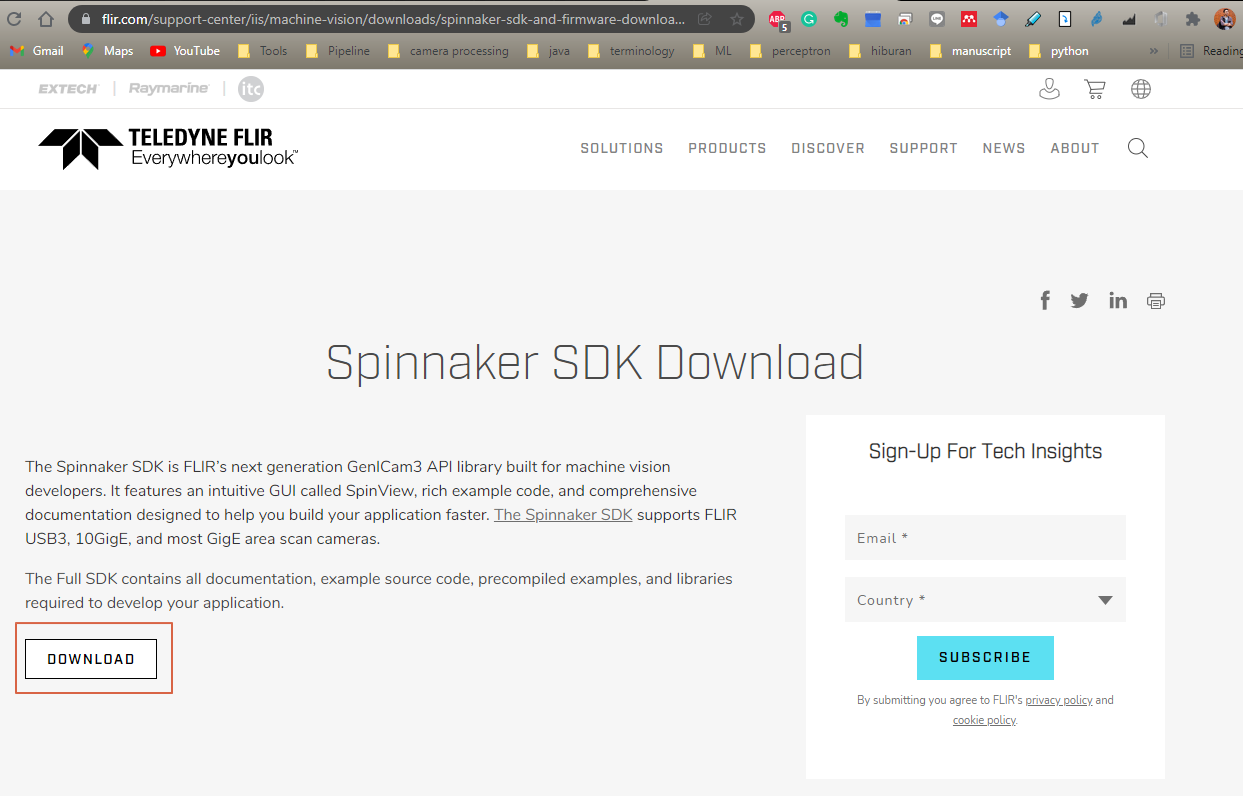 flir.com/support-center/iis/machine-vision/downloads/spinnaker-sdk-and-firmware-downloa...
ABP
5
Gmail Maps YouTube Tools Pipeline camera processing java terminology ML perceptron hiburan manuscript python » Reading
EXTECH | Raymarine | itc
TELEDYNE FLIR
Everywhereyoulook™
SOLUTIONS PRODUCTS DISCOVER SUPPORT NEWS ABOUT
Spinnaker SDK Download
The Spinnaker SDK is FLIR's next generation GenICam3 API library built for machine vision
developers. It features an intuitive GUI called SpinView, rich example code, and comprehensive
documentation designed to help you build your application faster. The Spinnaker SDK supports FLIR
USB3, 10GigE, and most GigE area scan cameras.
The Full SDK contains all documentation, example source code, precompiled examples, and libraries
required to develop your application.
DOWNLOAD
Sign-Up For Tech Insights
Email *
Country *
SUBSCRIBE
By submitting you agree to FLIR's privacy policy and
cookie policy.